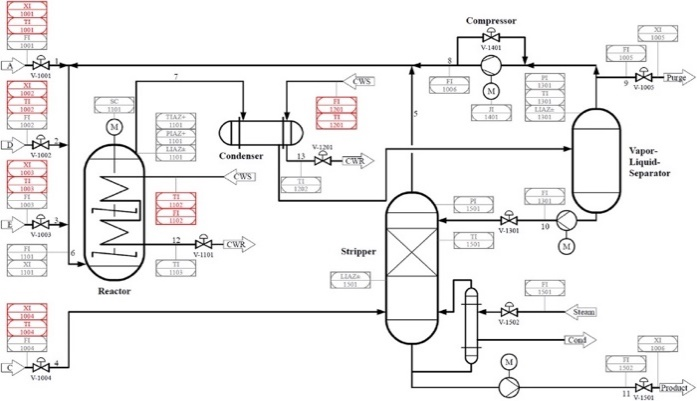 XI
1001
TI
1001
FI
1001
A
V-1001
1
XI
1002
TI
1002
FI
1002
D
V-1002
2
XI
1003
TI
1003
FI
1003
E
V-1003
3
FI
1101
XI
1101
6
XI
1004
TI
1004
FI
1004
C
V-1004
4
SC
1101
M
TIAZ+
1101
PIAZ+
1101
LIAZ±
1101
Reactor
7
Condenser
CWS
FI
1201
TI
1201
13
V-1201
CWR
TI
1202
CWS
TI
1102
FI
1102
12
V-1101
CWR
TI
1103
5
Compressor
V-1401
8
FI
1006
M
JI
1401
PI
1301
TI
1301
LIAZ±
1301
FI
1005
XI
1005
9
V-1005
Purge
Vapor-
Liquid-
Separator
PI
1501
TI
1501
V-1301
FI
1301
10
M
Stripper
LIAZ±
1501
FI
1501
V-1502
Steam
Cond
M
FI
1502
XI
1006
11
V-1501
Product